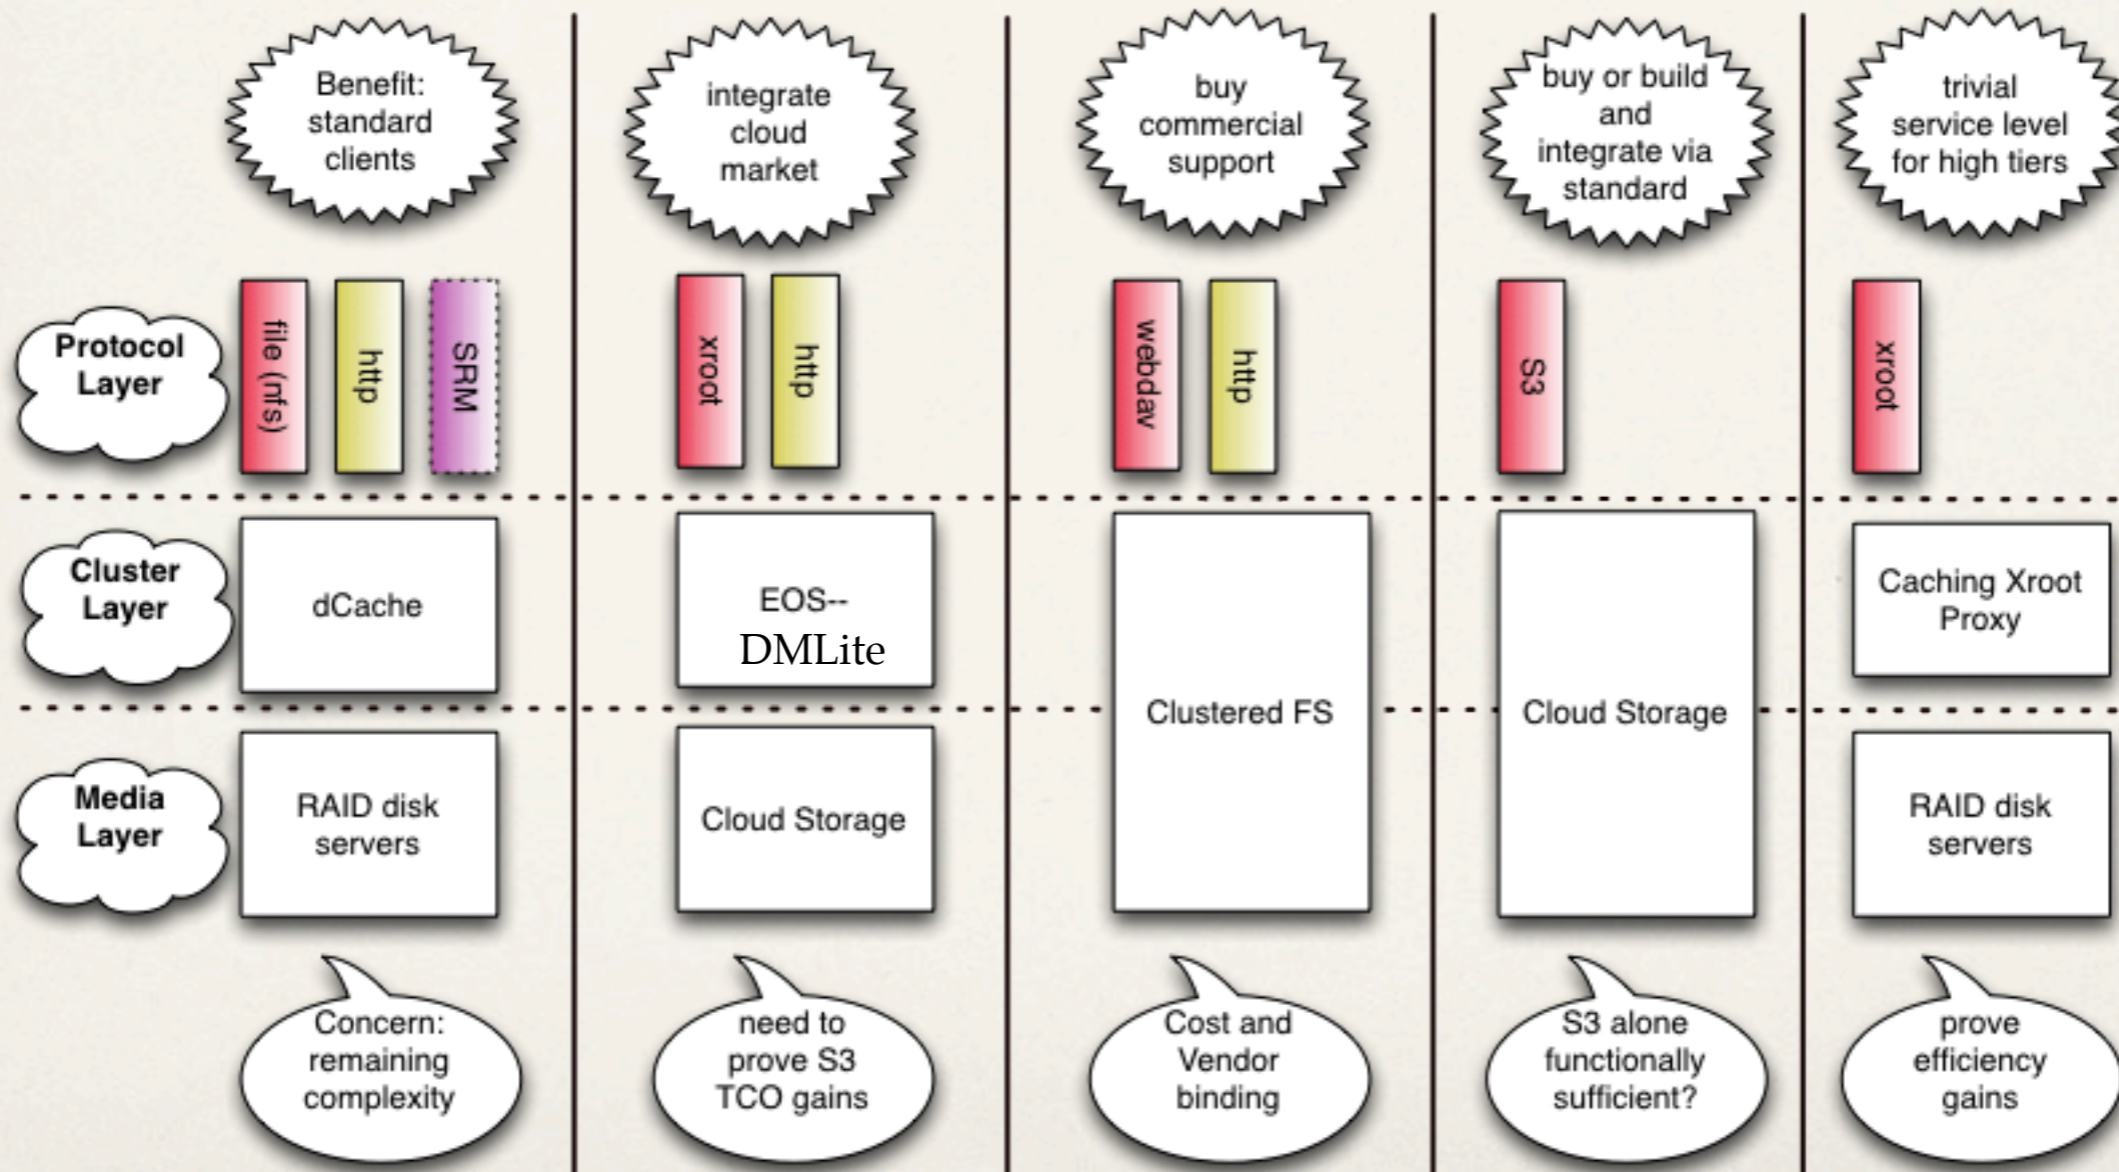 Benefit:
standard
clients
integrate
cloud
market
buy
commercial
support
buy or build
and
integrate via
standard
trivial
service level
for high tiers
Protocol
Layer
file (nfs)
http
SRM
xroot
http
webdav
http
S3
xroot
Cluster
Layer
dCache
EOS--
DMLite
Clustered FS
Cloud Storage
Caching Xroot
Proxy
Media
Layer
RAID disk
servers
Cloud Storage
RAID disk
servers
Concern:
remaining
complexity
need to
prove S3
TCO gains
Cost and
Vendor
binding
S3 alone
functionally
sufficient?
prove
efficiency
gains